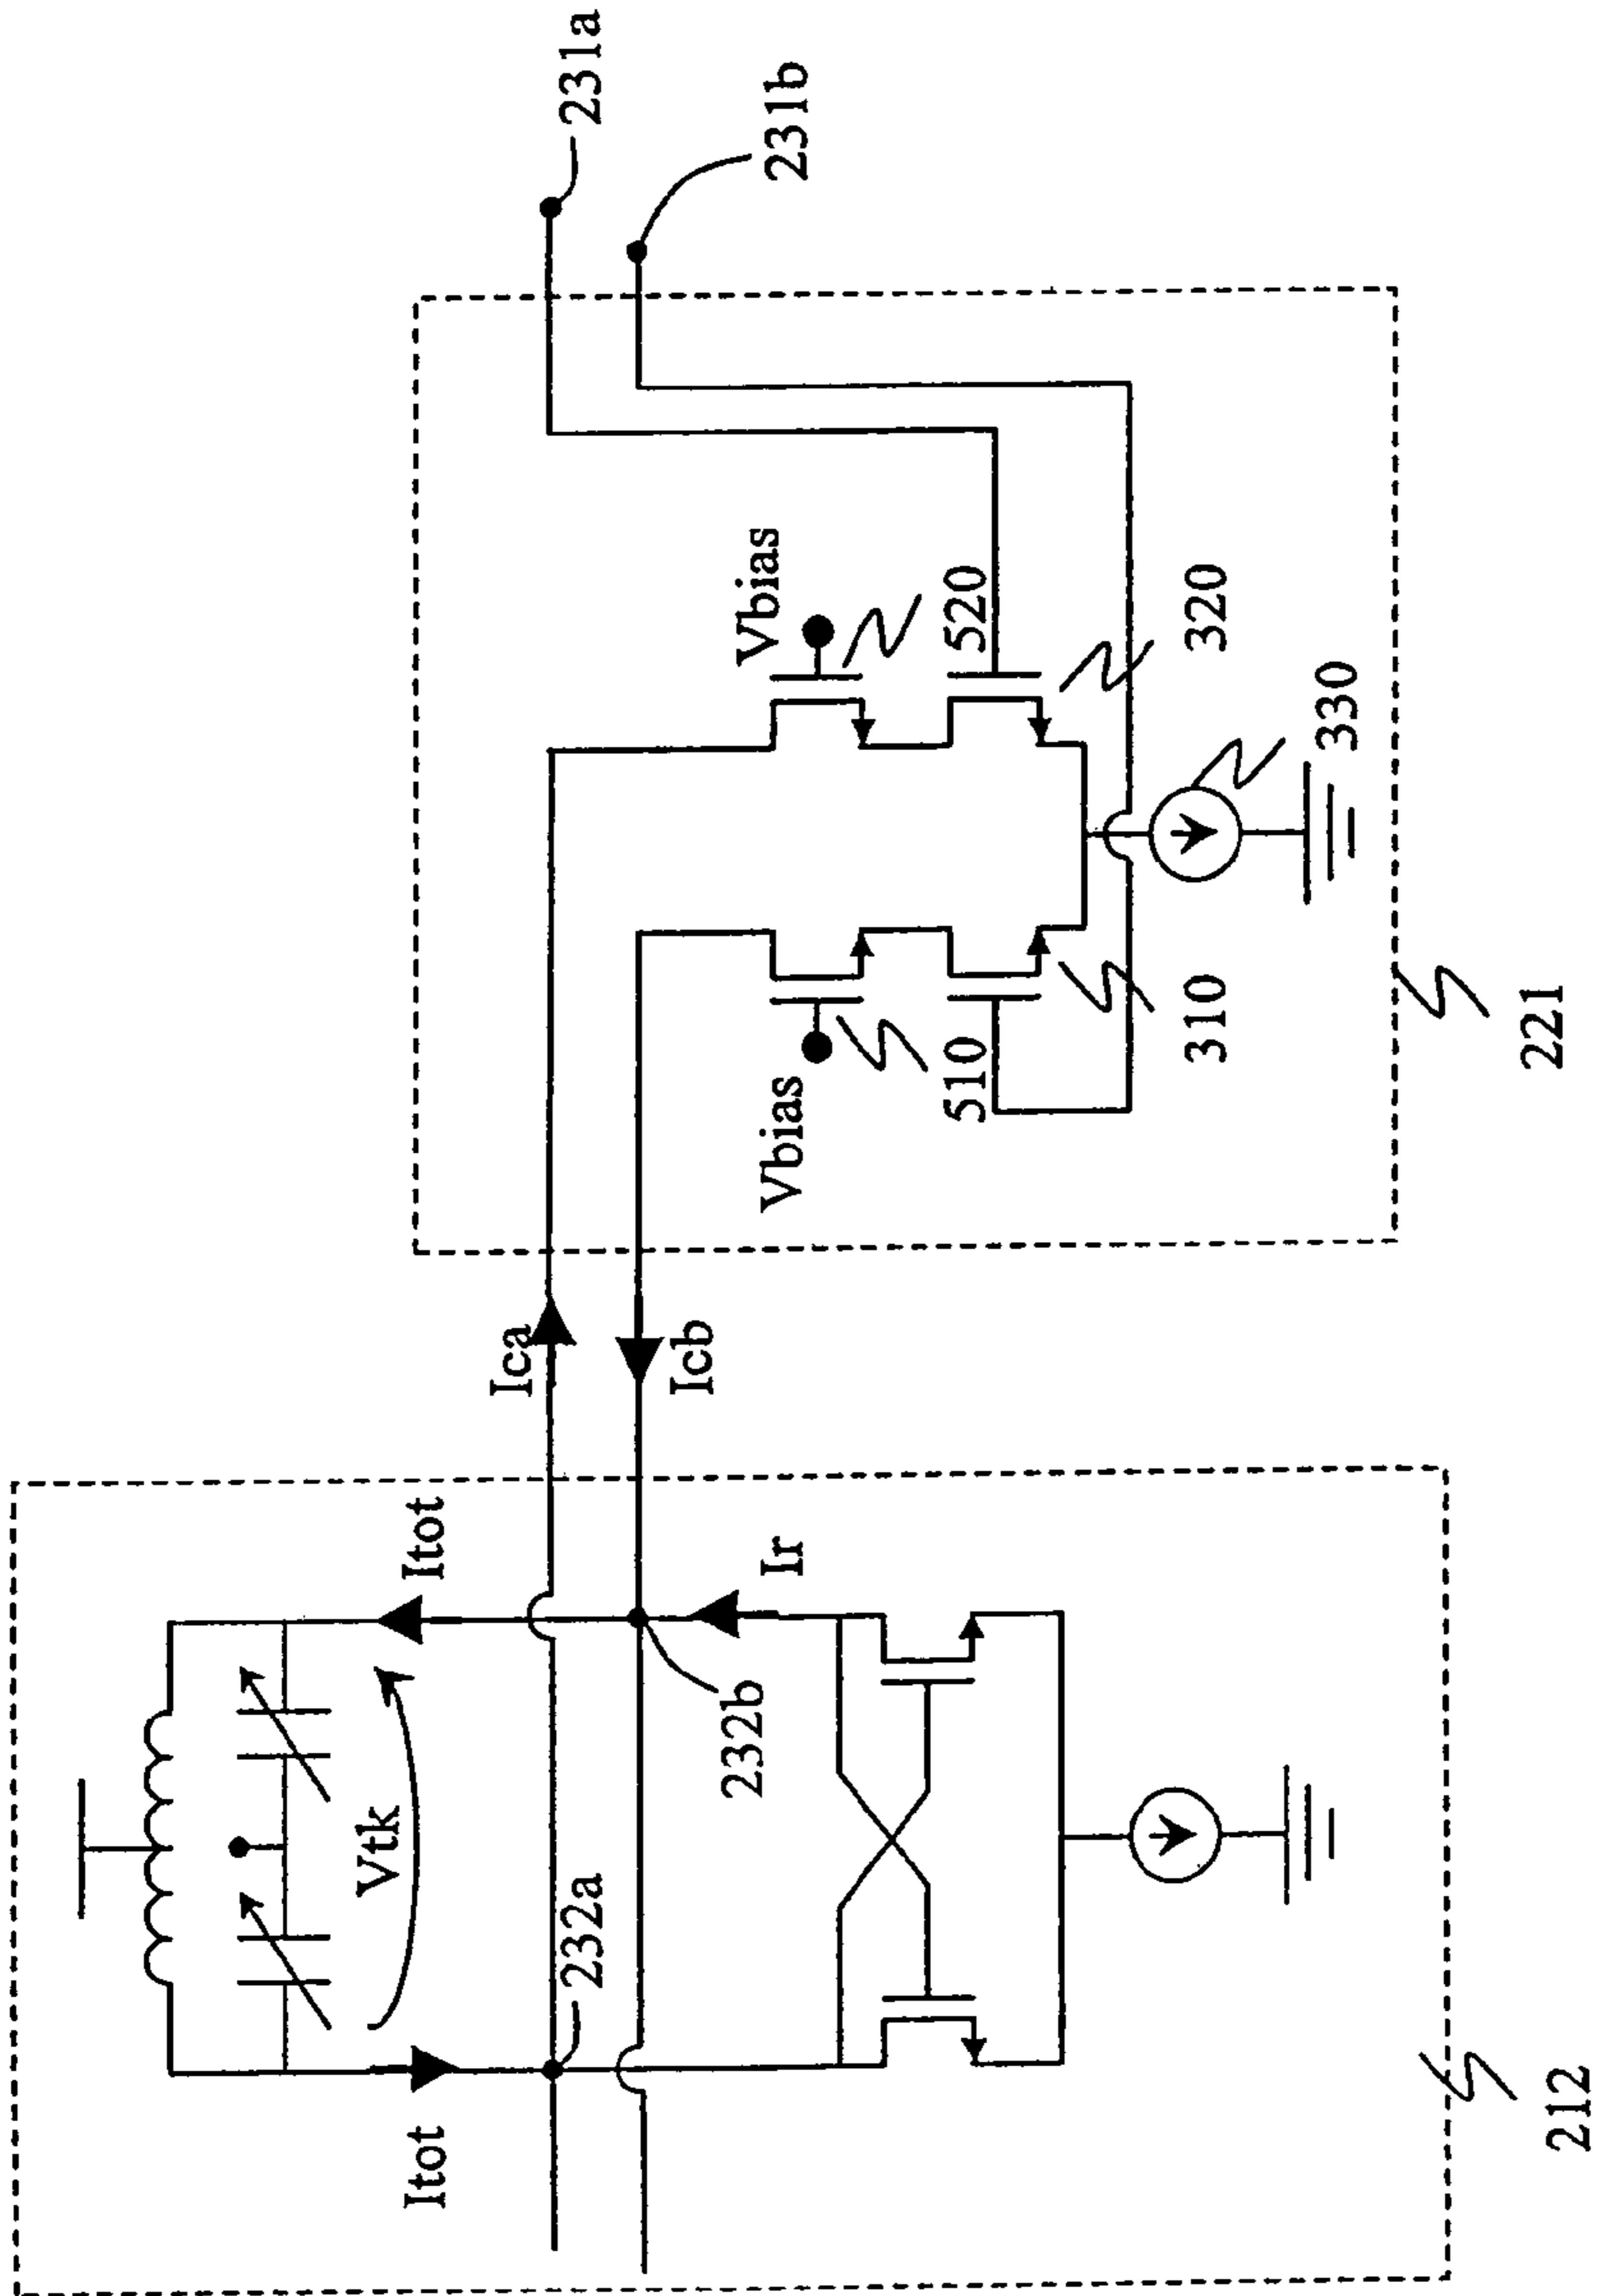 Itot
Vtk
Itot
232a
232b
Ir
212
Ica
Icb
Vbias
Vbias
510
520
310
320
330
221
231a
231b